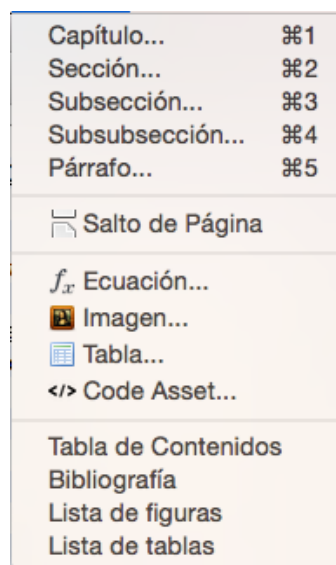 Capítulo... ⌘1
Sección... ⌘2
Subsección... ⌘3
Subsubsección... ⌘4
Párrafo... ⌘5
Salto de Página
fx Ecuación...
Imagen...
Tabla...
</> Code Asset...
Tabla de Contenidos
Bibliografía
Lista de figuras
Lista de tablas